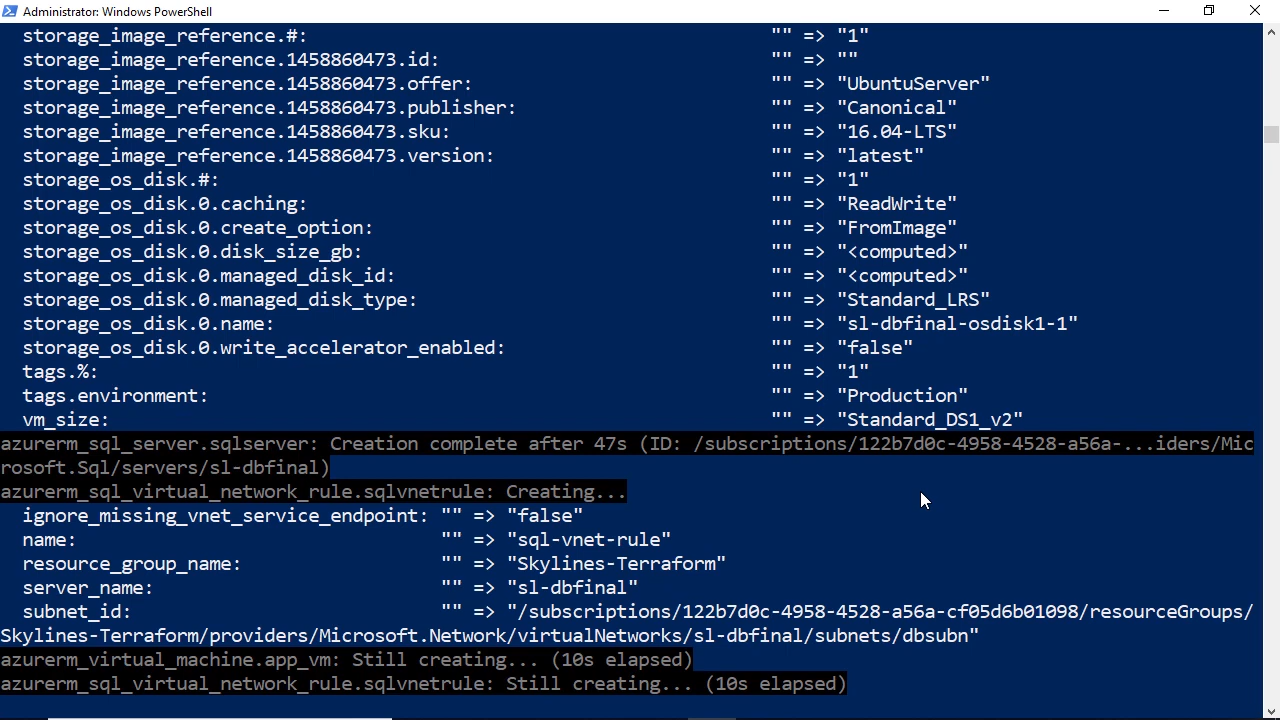 Administrator: Windows PowerShell
storage_image_reference.#: "" => "1"
storage_image_reference.1458860473.id: "" => ""
storage_image_reference.1458860473.offer: "" => "UbuntuServer"
storage_image_reference.1458860473.publisher: "" => "Canonical"
storage_image_reference.1458860473.sku: "" => "16.04-LTS"
storage_image_reference.1458860473.version: "" => "latest"
storage_os_disk.#: "" => "1"
storage_os_disk.0.caching: "" => "ReadWrite"
storage_os_disk.0.create_option: "" => "FromImage"
storage_os_disk.0.disk_size_gb: "" => "<computed>"
storage_os_disk.0.managed_disk_id: "" => "<computed>"
storage_os_disk.0.managed_disk_type: "" => "Standard_LRS"
storage_os_disk.0.name: "" => "sl-dbfinal-osdisk1-1"
storage_os_disk.0.write_accelerator_enabled: "" => "false"
tags.%: "" => "1"
tags.environment: "" => "Production"
vm_size: "" => "Standard_DS1_v2"
azurerm_sql_server.sqlserver: Creation complete after 47s (ID: /subscriptions/122b7d0c-4958-4528-a56a-...iders/Mic
rosoft.Sql/servers/sl-dbfinal)
azurerm_sql_virtual_network_rule.sqlvnetrule: Creating...
ignore_missing_vnet_service_endpoint: "" => "false"
name: "" => "sql-vnet-rule"
resource_group_name: "" => "Skylines-Terraform"
server_name: "" => "sl-dbfinal"
subnet_id: "" => "/subscriptions/122b7d0c-4958-4528-a56a-cf05d6b01098/resourceGroups/
Skylines-Terraform/providers/Microsoft.Network/virtualNetworks/sl-dbfinal/subnets/dbsubn"
azurerm_virtual_machine.app_vm: Still creating... (10s elapsed)
azurerm_sql_virtual_network_rule.sqlvnetrule: Still creating... (10s elapsed)